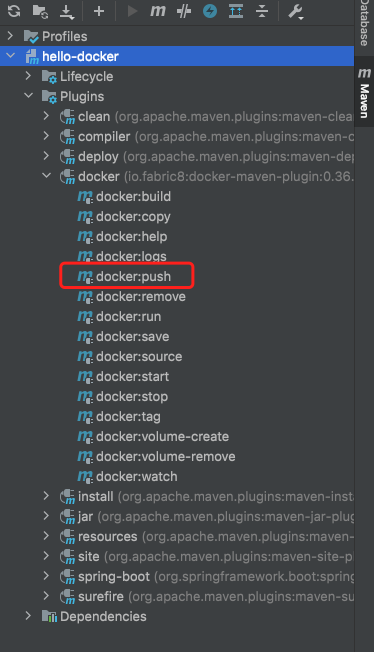 Profiles
hello-docker
Lifecycle
Plugins
clean (org.apache.maven.plugins:maven-clea
compiler (org.apache.maven.plugins:maven-c
deploy (org.apache.maven.plugins:maven-dep
docker (io.fabric8:docker-maven-plugin:0.36.
docker:build
docker:copy
docker:help
docker:logs
docker:push
docker:remove
docker:run
docker:save
docker:source
docker:start
docker:stop
docker:tag
docker:volume-create
docker:volume-remove
docker:watch
install (org.apache.maven.plugins:maven-inst
jar (org.apache.maven.plugins:maven-jar-plug
resources (org.apache.maven.plugins:maven-
site (org.apache.maven.plugins:maven-site-p
spring-boot (org.springframework.boot:spring
surefire (org.apache.maven.plugins:maven-su
Dependencies
Database
m Maven